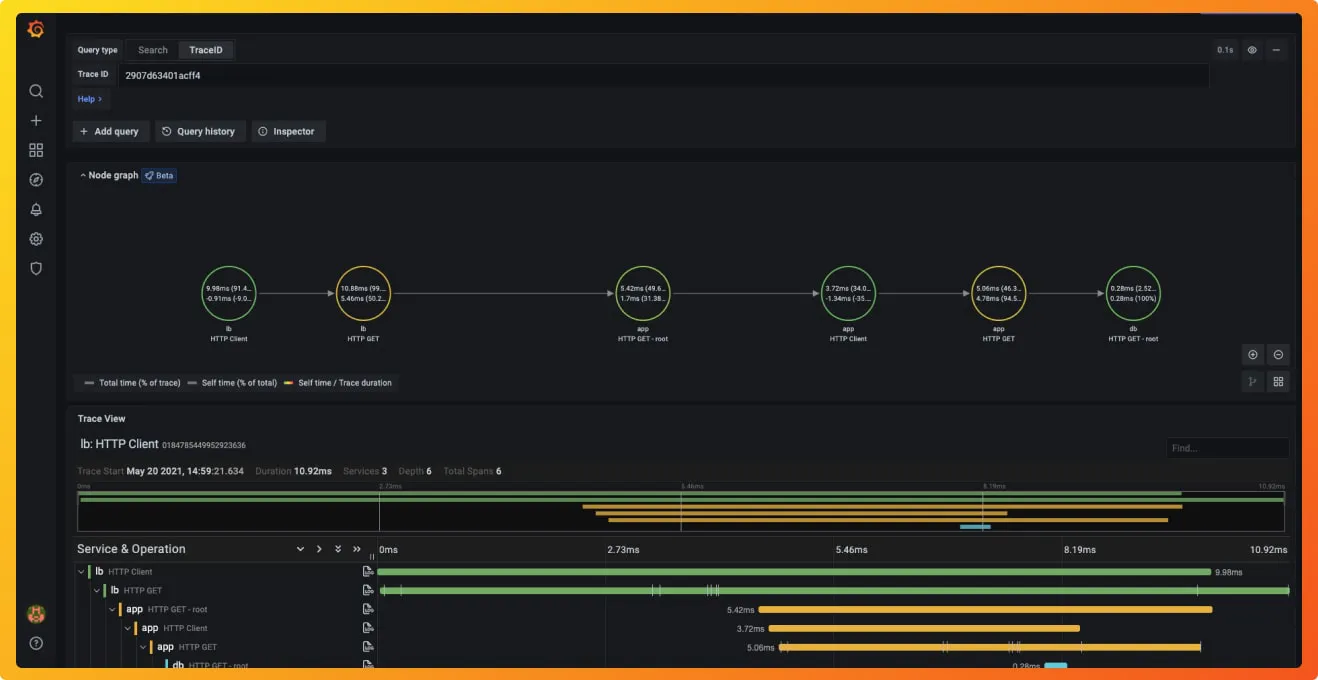 Query type Search TraceID 0.1s
Trace ID 2907d63401acff4
Help >
+ Add query Query history Inspector
Node graph Beta
9.98ms (91.4...
-0.91ms (-9.0...
lb
HTTP Client
10.88ms (99....
5.46ms (50.2...
lb
HTTP GET
5.42ms (49.6...
1.7ms (31.38...
app
HTTP GET - root
3.72ms (34.0...
-1.34ms (-35....
app
HTTP Client
5.06ms (46.3...
4.78ms (94.5...
app
HTTP GET
0.28ms (2.52...
0.28ms (100%)
db
HTTP GET - root
Total time (% of trace) Self time (% of total) Self time / Trace duration
Trace View
lb: HTTP Client 0184785449952923636
Find...
Trace Start May 20 2021, 14:59:21.634 Duration 10.92ms Services 3 Depth 6 Total Spans 6
0ms 2.73ms 5.46ms 8.19ms 10.92ms
Service & Operation 0ms 2.73ms 5.46ms 8.19ms 10.92ms
lb HTTP Client 9.98ms
lb HTTP GET
app HTTP GET - root 5.42ms
app HTTP Client 3.72ms
app HTTP GET 5.06ms
db HTTP GET - root 0.28ms